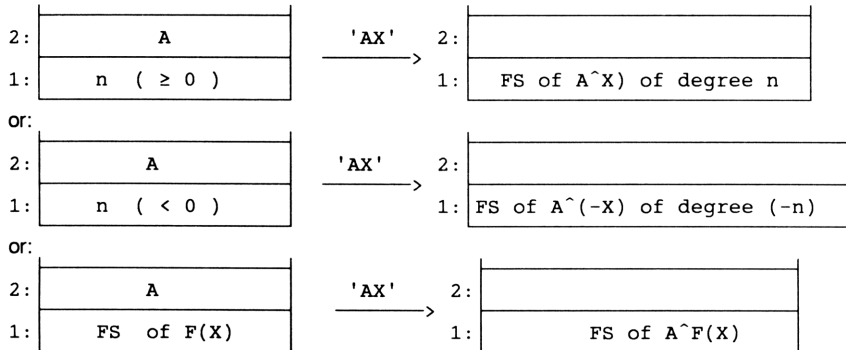 2: A 'AX' 2:
1: n ( ≥ 0 ) 1: FS of A^X) of degree n
or:
2: A 'AX' 2:
1: n ( < 0 ) 1: FS of A^(-X) of degree (-n)
or:
2: A 'AX' 2:
1: FS of F(X) 1: FS of A^F(X)